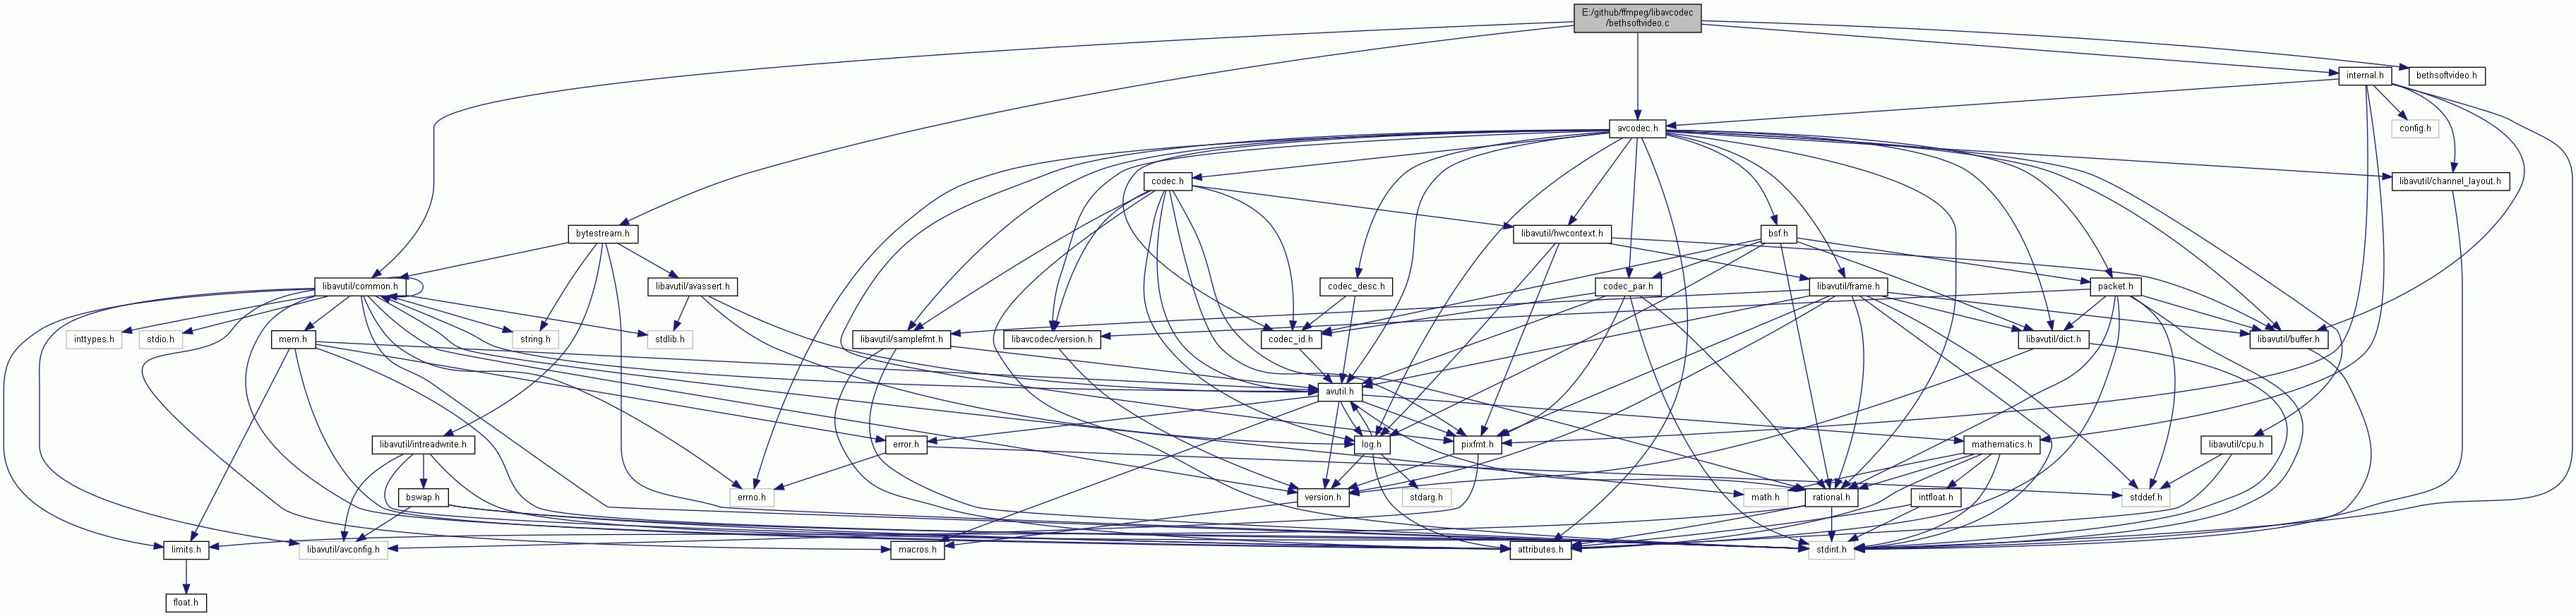 E:/github/ffmpeg/libavcodec
/bethsoftvideo.c
internal.h
bethsoftvideo.h
avcodec.h
config.h
codec.h
libavutil/channel_layout.h
bytestream.h
libavutil/hwcontext.h
bsf.h
libavutil/common.h
libavutil/avassert.h
codec_desc.h
codec_par.h
libavutil/frame.h
packet.h
inttypes.h
stdio.h
mem.h
string.h
stdlib.h
libavutil/samplefmt.h
libavcodec/version.h
codec_id.h
libavutil/dict.h
libavutil/buffer.h
avutil.h
libavutil/intreadwrite.h
error.h
log.h
pixfmt.h
mathematics.h
libavutil/cpu.h
bswap.h
errno.h
version.h
stdarg.h
math.h
rational.h
intfloat.h
stddef.h
limits.h
libavutil/avconfig.h
macros.h
attributes.h
stdint.h
float.h